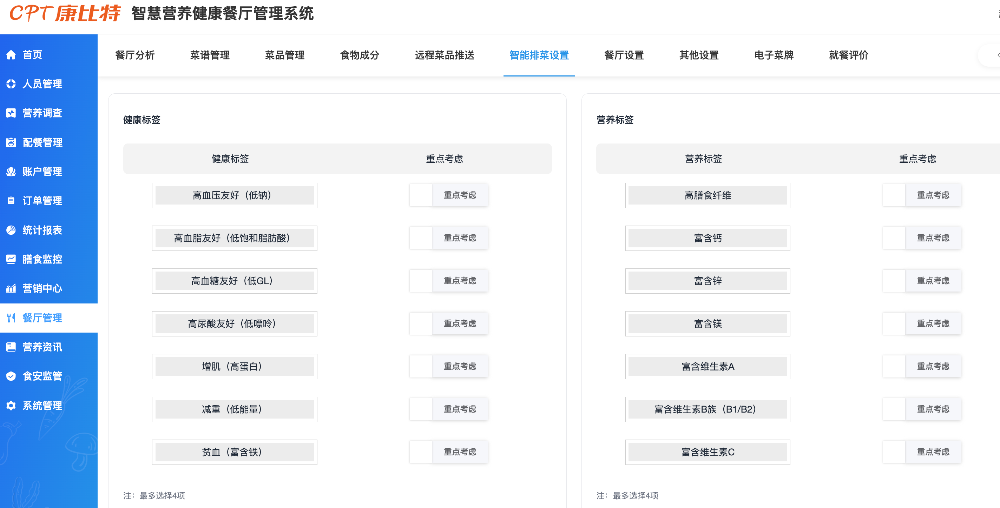 CPT康比特 智慧营养健康餐厅管理系统
首页
人员管理
营养调查
配餐管理
账户管理
订单管理
统计报表
膳食监控
营销中心
餐厅管理
营养资讯
食安监管
系统管理
餐厅分析 菜谱管理 菜品管理 食物成分 远程菜品推送 智能排菜设置 餐厅设置 其他设置 电子菜牌 就餐评价
健康标签
健康标签 重点考虑
高血压友好（低钠） 重点考虑
高血脂友好（低饱和脂肪酸） 重点考虑
高血糖友好（低GL） 重点考虑
高尿酸友好（低嘌呤） 重点考虑
增肌（高蛋白） 重点考虑
减重（低能量） 重点考虑
贫血（富含铁） 重点考虑
注：最多选择4项
营养标签
营养标签 重点考虑
高膳食纤维 重点考虑
富含钙 重点考虑
富含锌 重点考虑
富含镁 重点考虑
富含维生素A 重点考虑
富含维生素B族（B1/B2） 重点考虑
富含维生素C 重点考虑
注：最多选择4项